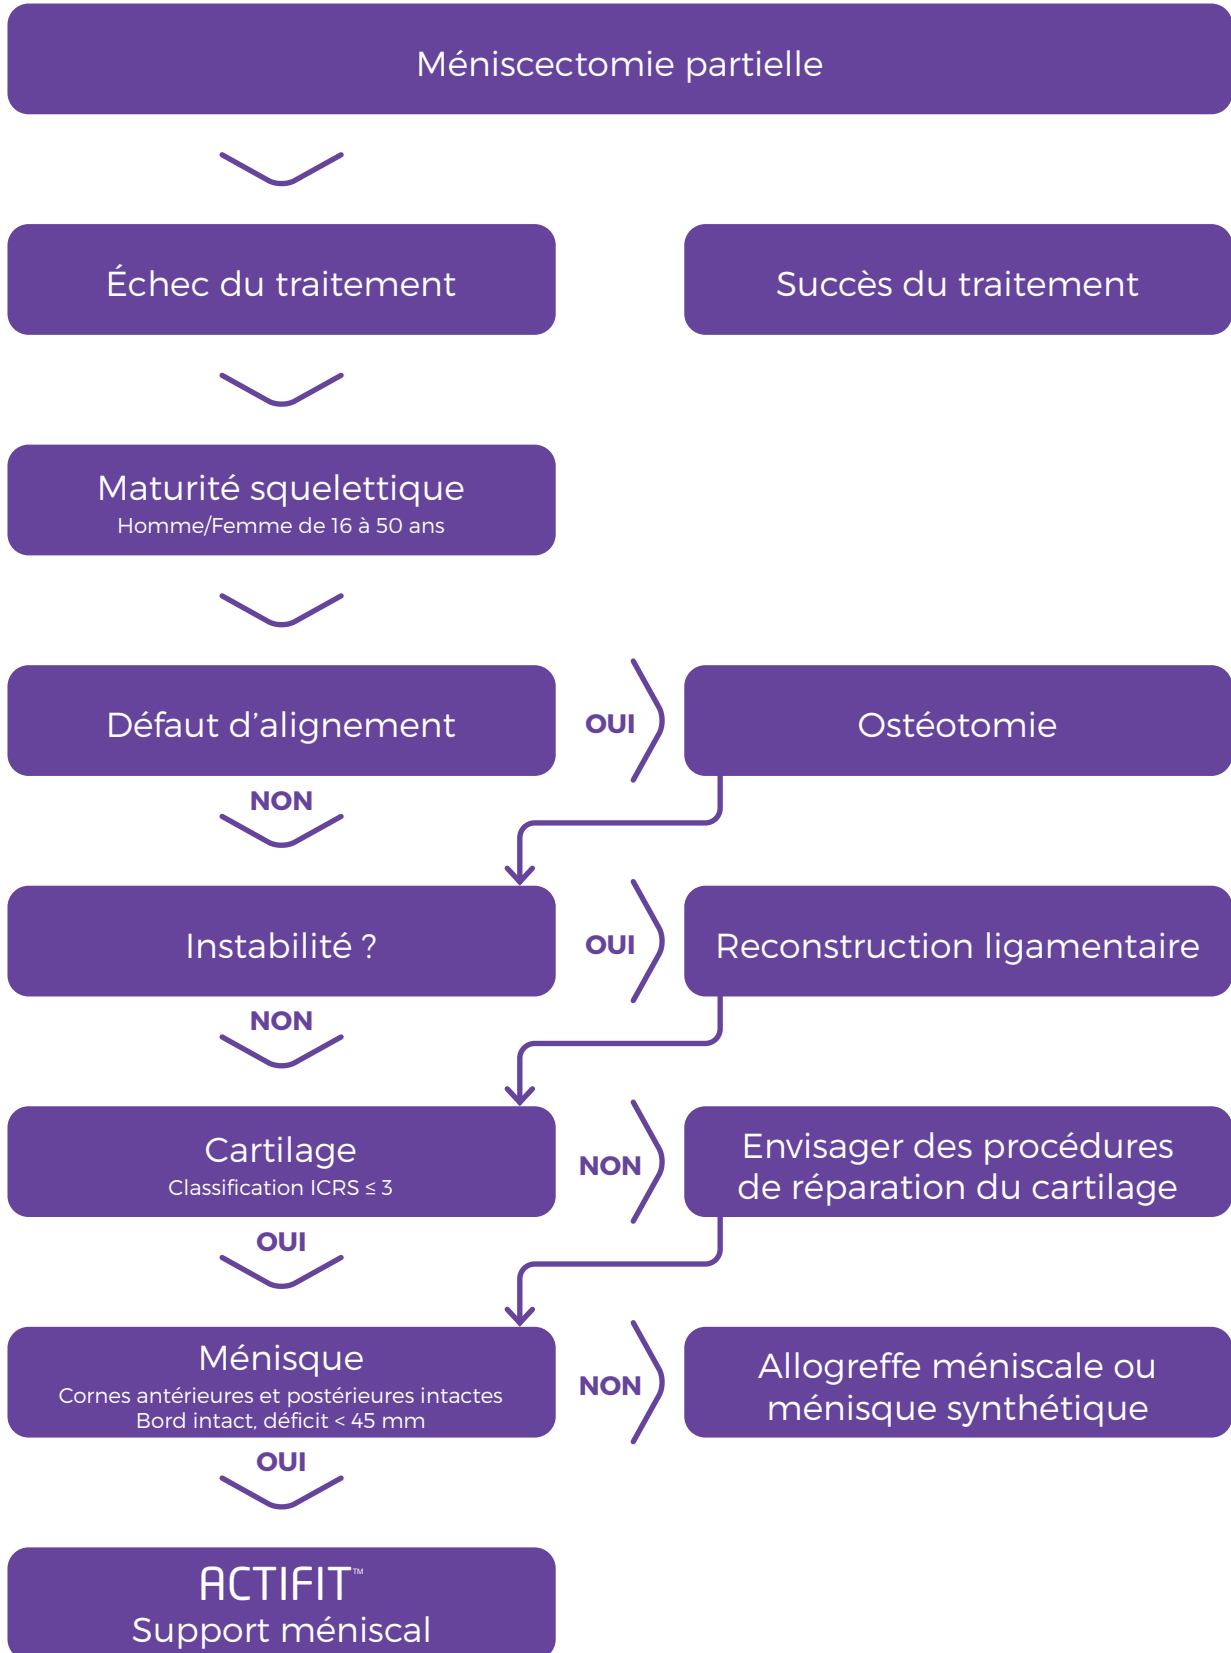 Méniscectomie partielle
Échec du traitement
Succès du traitement
Maturité squelettique
Homme/Femme de 16 à 50 ans
Défaut d’alignement
OUI
Ostéotomie
NON
Instabilité ?
OUI
Reconstruction ligamentaire
NON
Cartilage
Classification ICRS ≤ 3
NON
Envisager des procédures
de réparation du cartilage
OUI
Ménisque
Cornes antérieures et postérieures intactes
Bord intact, déficit < 45 mm
NON
Allogreffe méniscale ou
ménisque synthétique
OUI
ACTIFIT™
Support méniscal